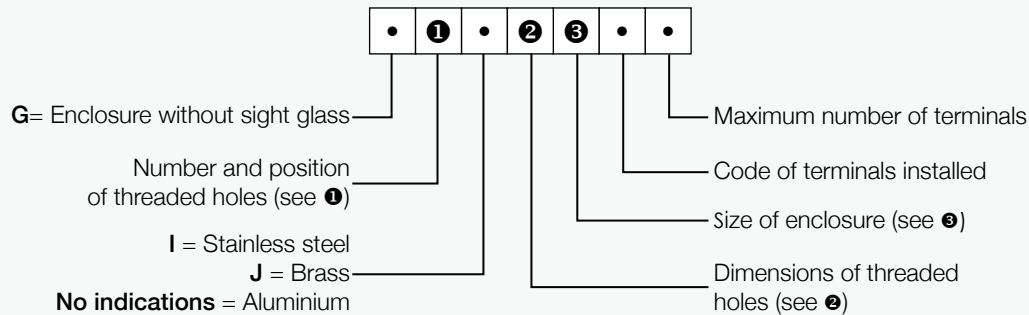 • ❶ • ❷ ❸ • •
G= Enclosure without sight glass
Number and position
of threaded holes (see ❶)
I = Stainless steel
J = Brass
No indications = Aluminium
Maximum number of terminals
Code of terminals installed
Size of enclosure (see ❸)
Dimensions of threaded
holes (see ❷)